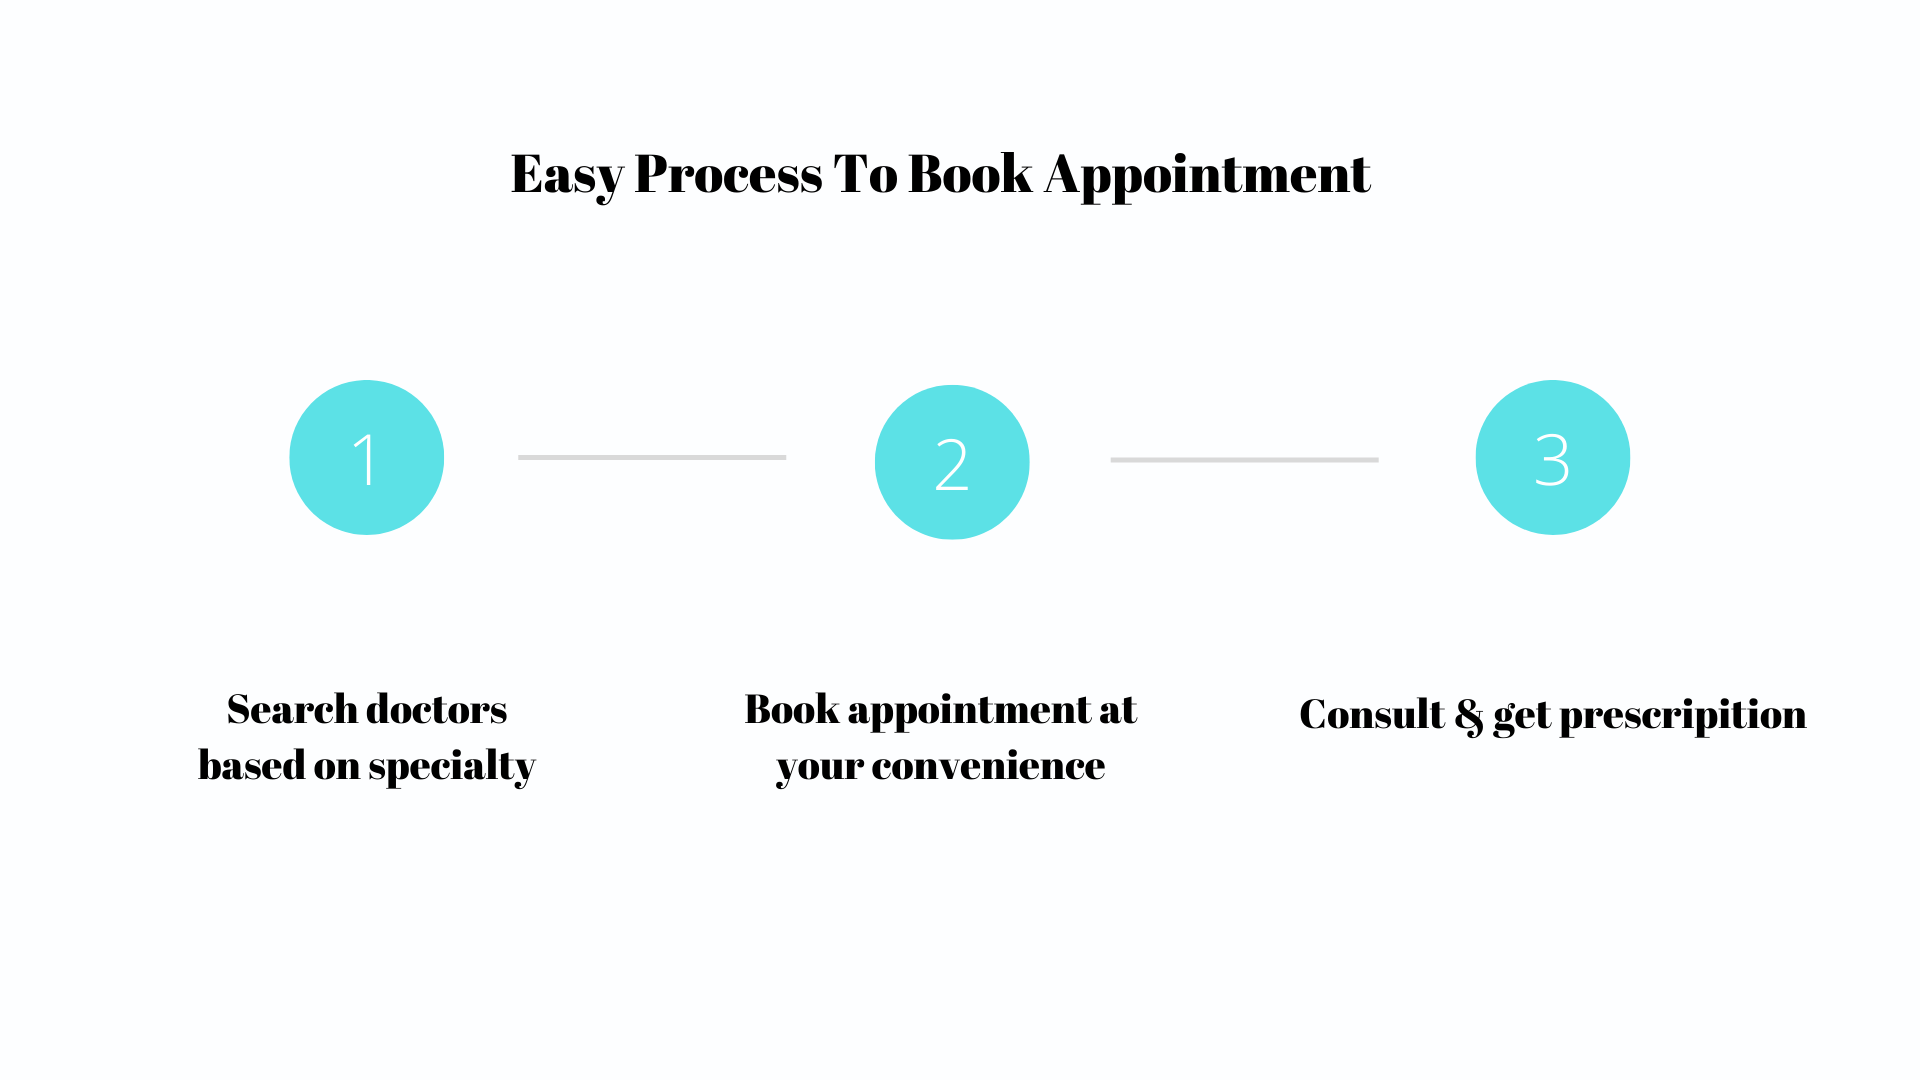 Easy Process To Book Appointment
1
2
3
Search doctors
based on specialty
Book appointment at
your convenience
Consult & get prescripition